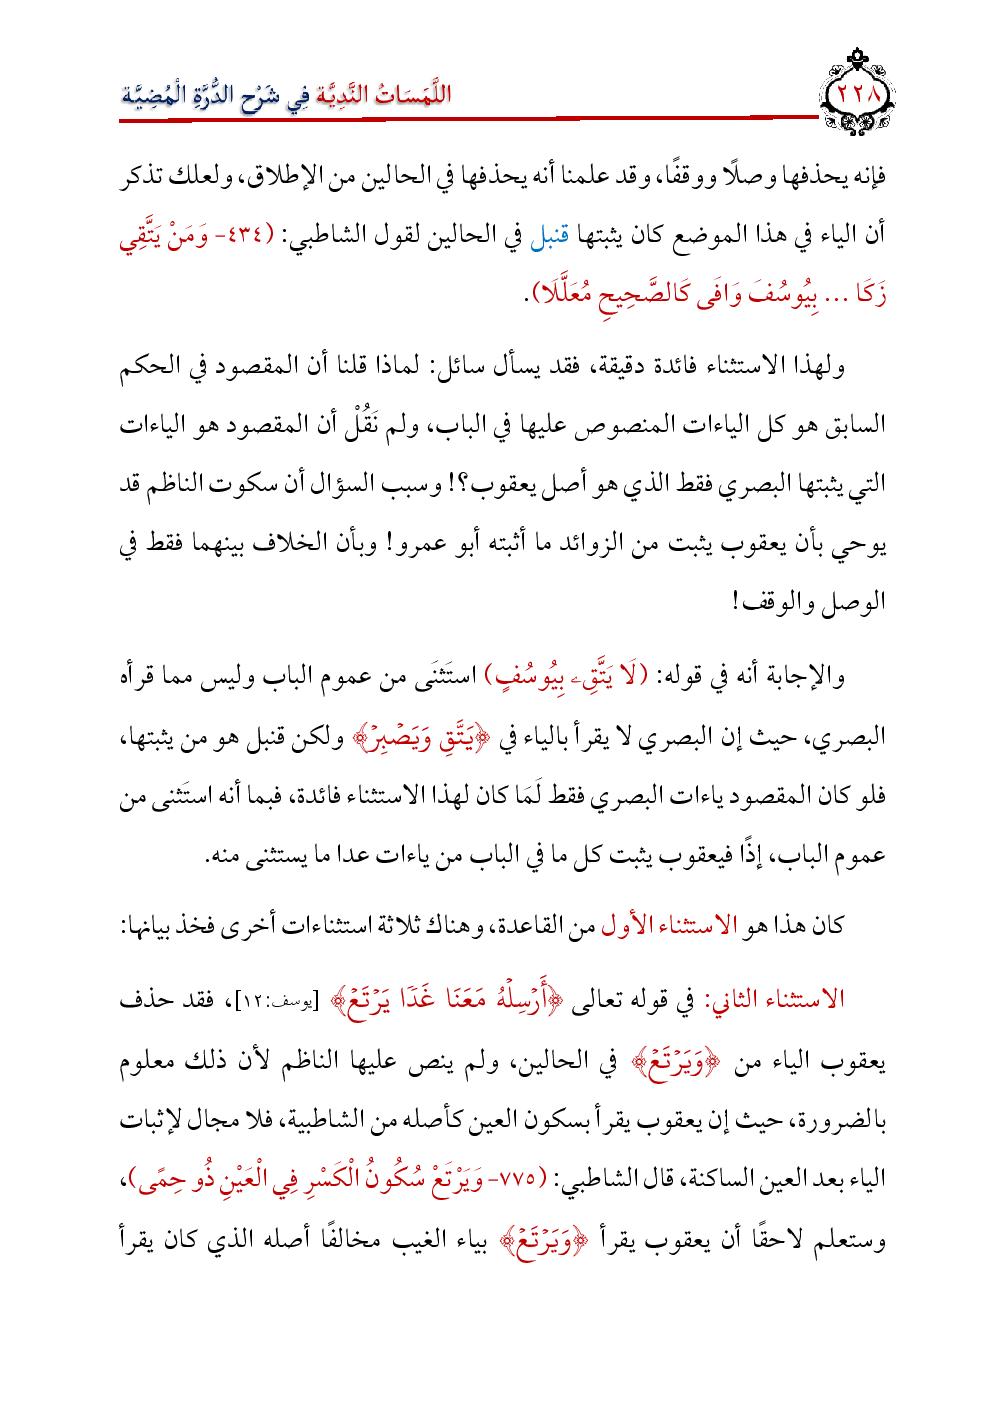 ٢٢٨
اللَّمَسَاتُ النَّدِيَّة فِي شَرْحِ الدُّرَّةِ الْمُضِيَّة
فإنه يحذفها وصلًا ووقفًا، وقد علمنا أنه يحذفها في الحالين من الإطلاق، ولعلك تذكر
أن الياء في هذا الموضع كان يثبتها قنبل في الحالين لقول الشاطبي: (٤٣٤- وَمَنْ يَتَّقِي
زَكَا ... بِيُوسُفَ وَافَى كَالصَّحِيحِ مُعَلَّلَا).
ولهذا الاستثناء فائدة دقيقة، فقد يسأل سائل: لماذا قلنا أن المقصود في الحكم
السابق هو كل الياءات المنصوص عليها في الباب، ولم نَقُلْ أن المقصود هو الياءات
التي يثبتها البصري فقط الذي هو أصل يعقوب؟! وسبب السؤال أن سكوت الناظم قد
يوحي بأن يعقوب يثبت من الزوائد ما أثبته أبو عمرو! وبأن الخلاف بينهما فقط في
الوصل والوقف!
والإجابة أنه في قوله: (لَا يَتَّقِۦ بِيُوسُفٍ) استَثنَى من عموم الباب وليس مما قرأه
البصري، حيث إن البصري لا يقرأ بالياء في ﴿يَتَّقِ وَيَصۡبِرۡ﴾ ولكن قنبل هو من يثبتها،
فلو كان المقصود ياءات البصري فقط لَمَا كان لهذا الاستثناء فائدة، فبما أنه استَثنى من
عموم الباب، إذًا فيعقوب يثبت كل ما في الباب من ياءات عدا ما يستثنى منه.
كان هذا هو الاستثناء الأول من القاعدة، وهناك ثلاثة استثناءات أخرى فخذ بيانها:
الاستثناء الثاني: في قوله تعالى ﴿أَرۡسِلۡهُ مَعَنَا غَدٗا يَرۡتَعۡ﴾ [يوسف:١٢]، فقد حذف
يعقوب الياء من ﴿وَيَرۡتَعۡ﴾ في الحالين، ولم ينص عليها الناظم لأن ذلك معلوم
بالضرورة، حيث إن يعقوب يقرأ بسكون العين كأصله من الشاطبية، فلا مجال لإثبات
الياء بعد العين الساكنة، قال الشاطبي: (٧٧٥- وَيَرْتَعْ سُكُونُ الْكَسْرِ فِي الْعَيْنِ ذُو حِمًى)،
وستعلم لاحقًا أن يعقوب يقرأ ﴿وَيَرۡتَعۡ﴾ بياء الغيب مخالفًا أصله الذي كان يقرأ